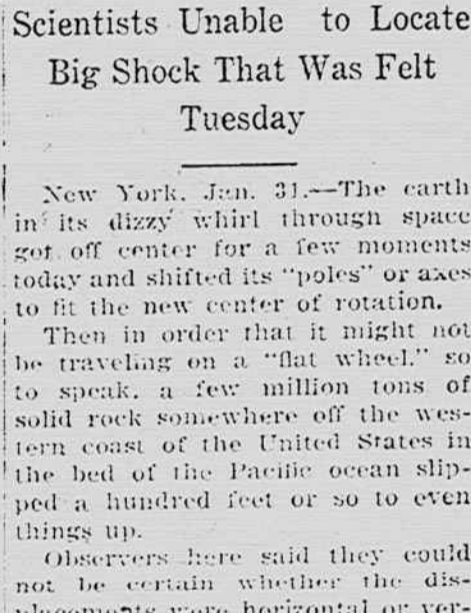 Scientists Unable to Locate
Big Shock That Was Felt
Tuesday
New York, Jan. 31.—The earth
in its dizzy whirl through space
got off center for a few moments
today and shifted its "poles" or axes
to fit the new center of rotation.
Then in order that it might not
be traveling on a "flat wheel," so
to speak, a few million tons of
solid rock somewhere off the wes-
tern coast of the United States in
the bed of the Pacific ocean slip-
ped a hundred feet or so to even
things up.
Observers here said they could
not be certain whether the dis-
placements were horizontal or ver-